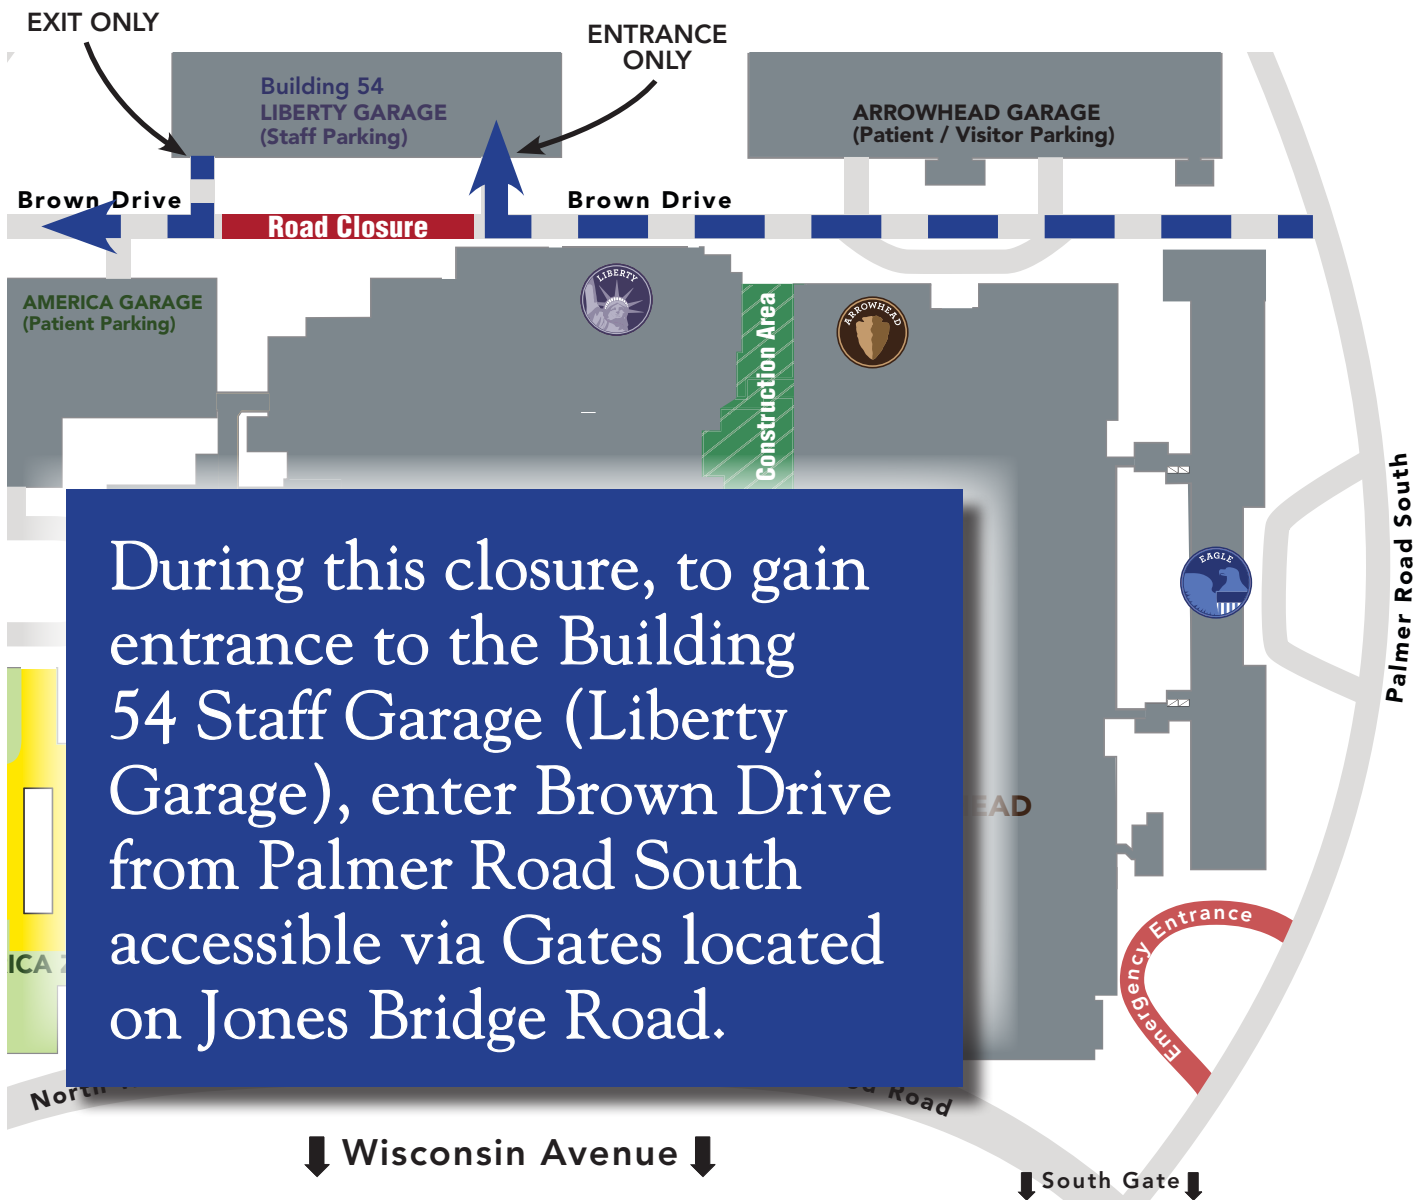 EXIT ONLY
ENTRANCE
ONLY
Building 54
LIBERTY GARAGE
(Staff Parking)
ARROWHEAD GARAGE
(Patient / Visitor Parking)
Brown Drive
Brown Drive
Road Closure
AMERICA GARAGE
(Patient Parking)
LIBERTY
ARROWHEAD
Construction Area
Palmer Road South
EAGLE
During this closure, to gain
entrance to the Building
54 Staff Garage (Liberty
Garage), enter Brown Drive
from Palmer Road South
accessible via Gates located
on Jones Bridge Road.
EAD
ICA
Emergency Entrance
North
Road
Wisconsin Avenue
South Gate